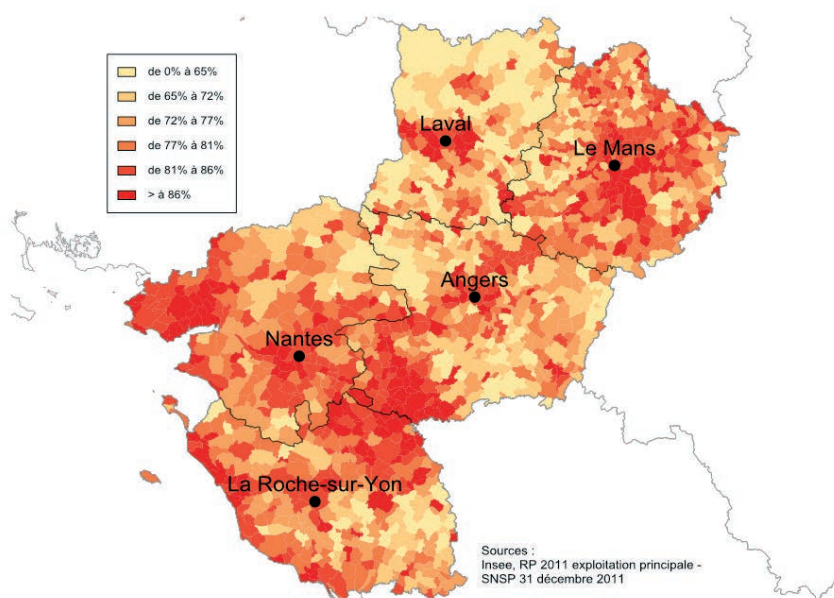 de 0% à 65%
de 65% à 72%
de 72% à 77%
de 77% à 81%
de 81% à 86%
> à 86%
Laval
Le Mans
Angers
Nantes
La Roche-sur-Yon
Sources :
Insee, RP 2011 exploitation principale -
SNSP 31 décembre 2011